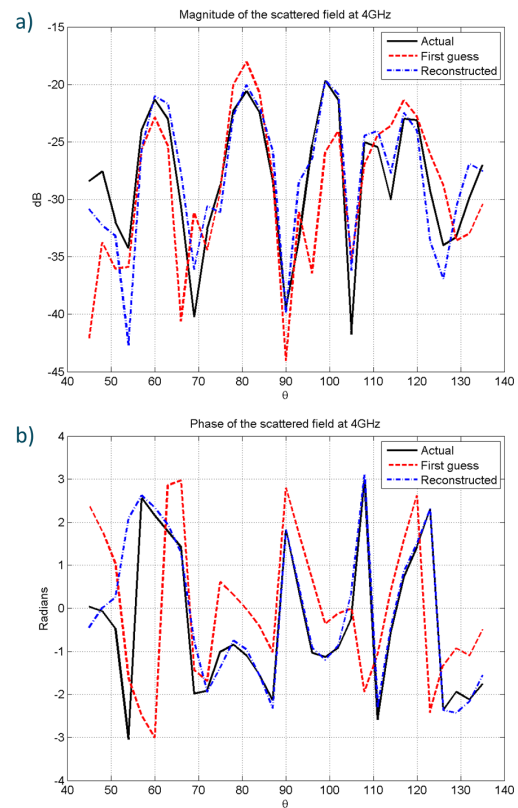 a)
Magnitude of the scattered field at 4GHz
-15
-20
-25
-30
-35
-40
-45
dB
Actual
First guess
Reconstructed
40 50 60 70 80 90 100 110 120 130 140
θ
b)
Phase of the scattered field at 4GHz
4
3
2
1
0
-1
-2
-3
-4
Radians
Actual
First guess
Reconstructed
40 50 60 70 80 90 100 110 120 130 140
θ